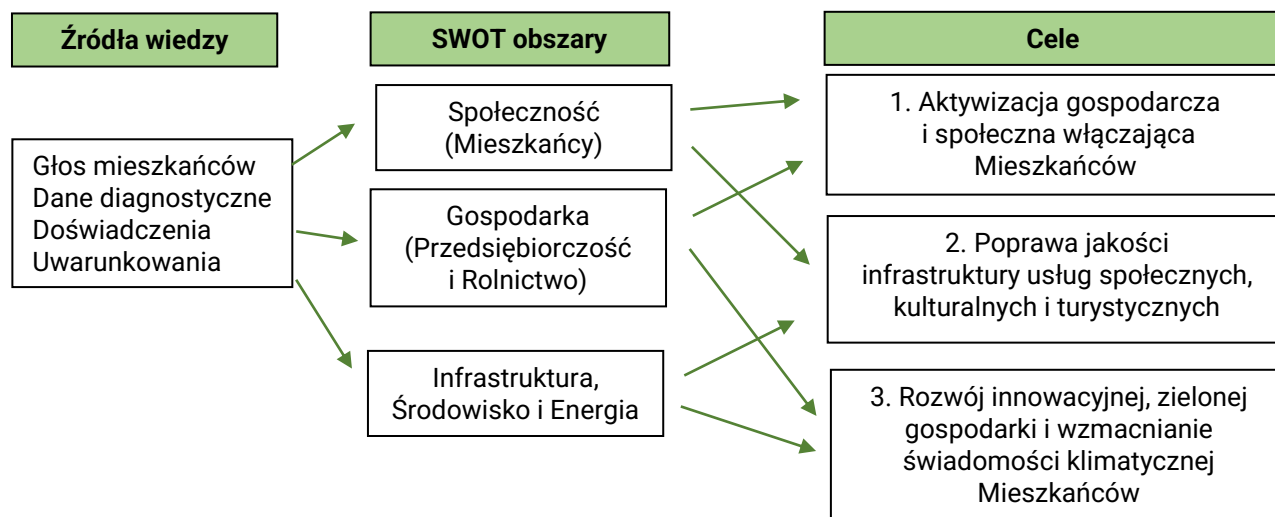 Źródła wiedzy
SWOT obszary
Cele
Głos mieszkańców
Dane diagnostyczne
Doświadczenia
Uwarunkowania
Społeczność
(Mieszkańcy)
Gospodarka
(Przedsiębiorczość
i Rolnictwo)
Infrastruktura,
Środowisko i Energia
1. Aktywizacja gospodarcza
i społeczna włączająca
Mieszkańców
2. Poprawa jakości
infrastruktury usług społecznych,
kulturalnych i turystycznych
3. Rozwój innowacyjnej, zielonej
gospodarki i wzmacnianie
świadomości klimatycznej
Mieszkańców